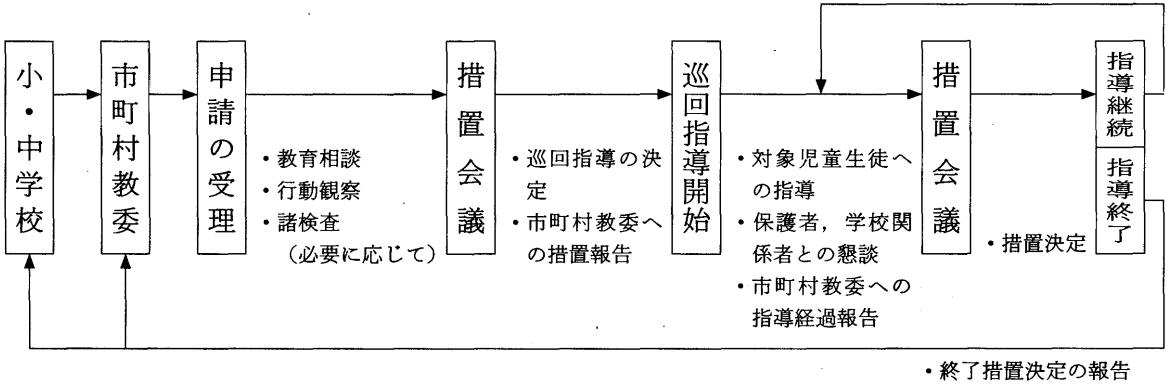 小・中学校
市町村教委
申請の受理
・教育相談
・行動観察
・諸検査
（必要に応じて）
措置会議
・巡回指導の決
定
・市町村教委へ
の措置報告
巡回指導開始
・対象児童生徒へ
の指導
・保護者，学校関
係者との懇談
・市町村教委への
指導経過報告
措置会議
・措置決定
指導継続
指導終了
・終了措置決定の報告